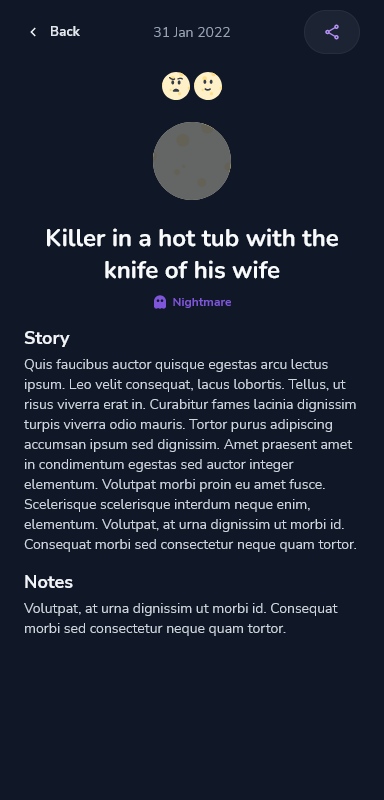 Back
31 Jan 2022
Killer in a hot tub with the
knife of his wife
Nightmare
Story
Quis faucibus auctor quisque egestas arcu lectus
ipsum. Leo velit consequat, lacus lobortis. Tellus, ut
risus viverra erat in. Curabitur fames lacinia dignissim
turpis viverra odio mauris. Tortor purus adipiscing
accumsan ipsum sed dignissim. Amet praesent amet
in condimentum egestas sed auctor integer
elementum. Volutpat morbi proin eu amet fusce.
Scelerisque scelerisque interdum neque enim,
elementum. Volutpat, at urna dignissim ut morbi id.
Consequat morbi sed consectetur neque quam tortor.
Notes
Volutpat, at urna dignissim ut morbi id. Consequat
morbi sed consectetur neque quam tortor.